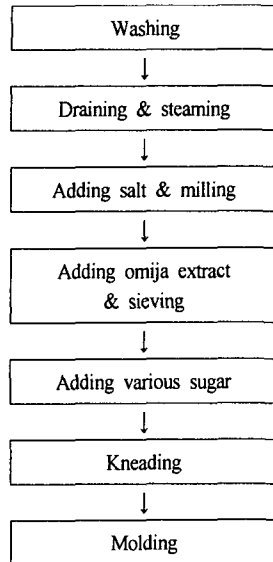 Washing
↓
Draining & steaming
↓
Adding salt & milling
↓
Adding omija extract
& sieving
↓
Adding various sugar
↓
Kneading
↓
Molding